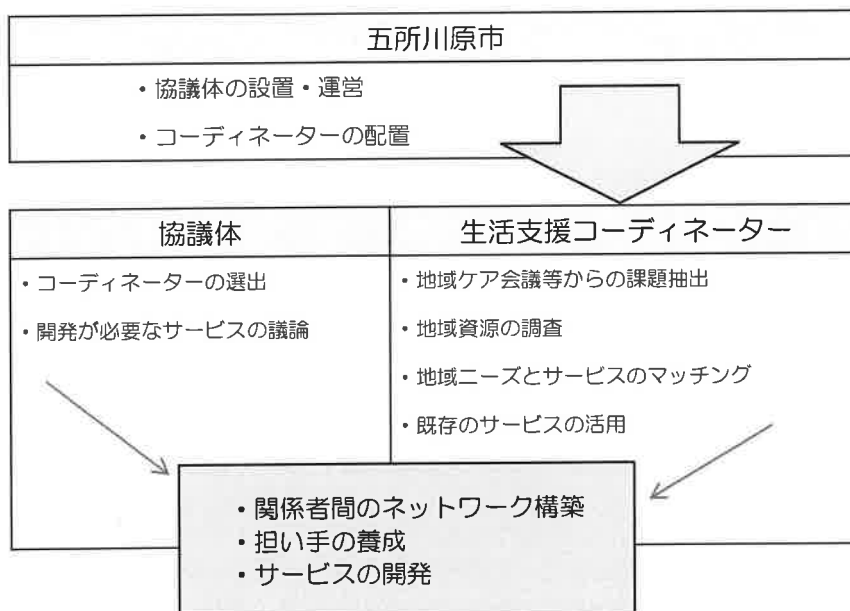 五所川原市
・協議体の設置・運営
・コーディネーターの配置
協議体
・コーディネーターの選出
・開発が必要なサービスの議論
生活支援コーディネーター
・地域ケア会議等からの課題抽出
・地域資源の調査
・地域ニーズとサービスのマッチング
・既存のサービスの活用
・関係者間のネットワーク構築
・担い手の養成
・サービスの開発